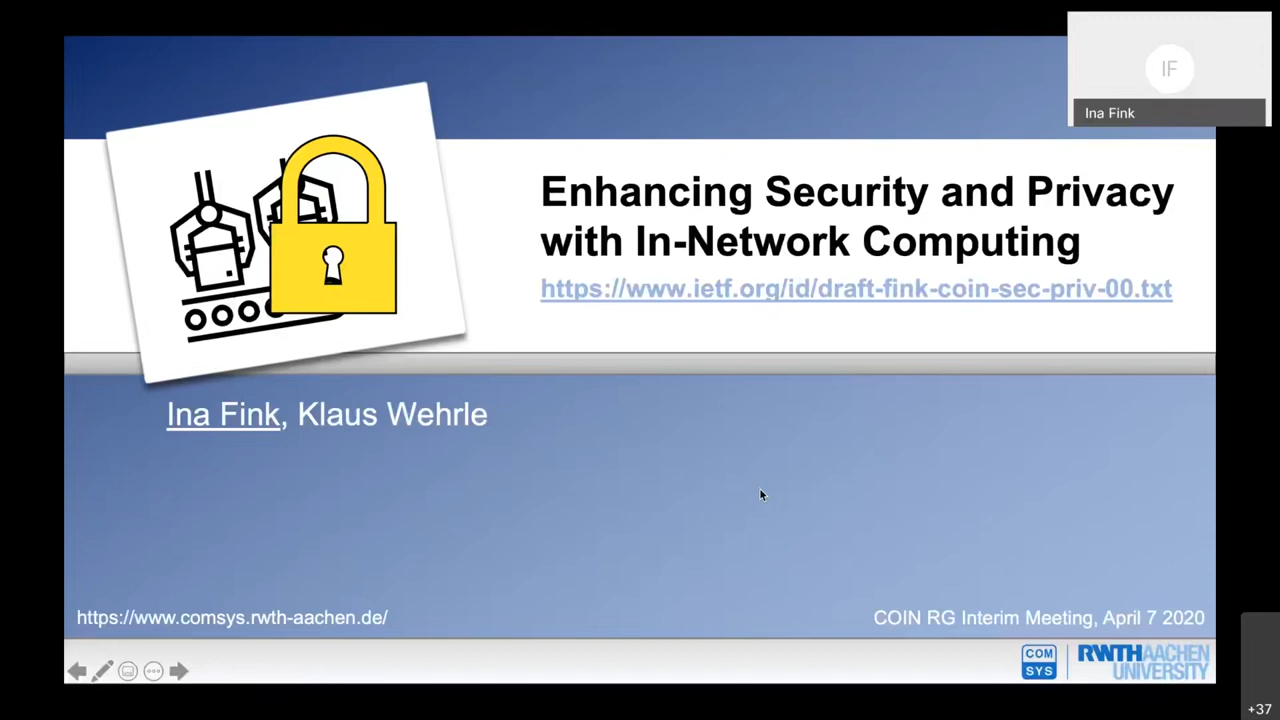 IF
Ina Fink
Enhancing Security and Privacy
with In-Network Computing
https://www.ietf.org/id/draft-fink-coin-sec-priv-00.txt
Ina Fink, Klaus Wehrle
https://www.comsys.rwth-aachen.de/
COIN RG Interim Meeting, April 7 2020
COM
SYS
RWTHAACHEN
UNIVERSITY
+37